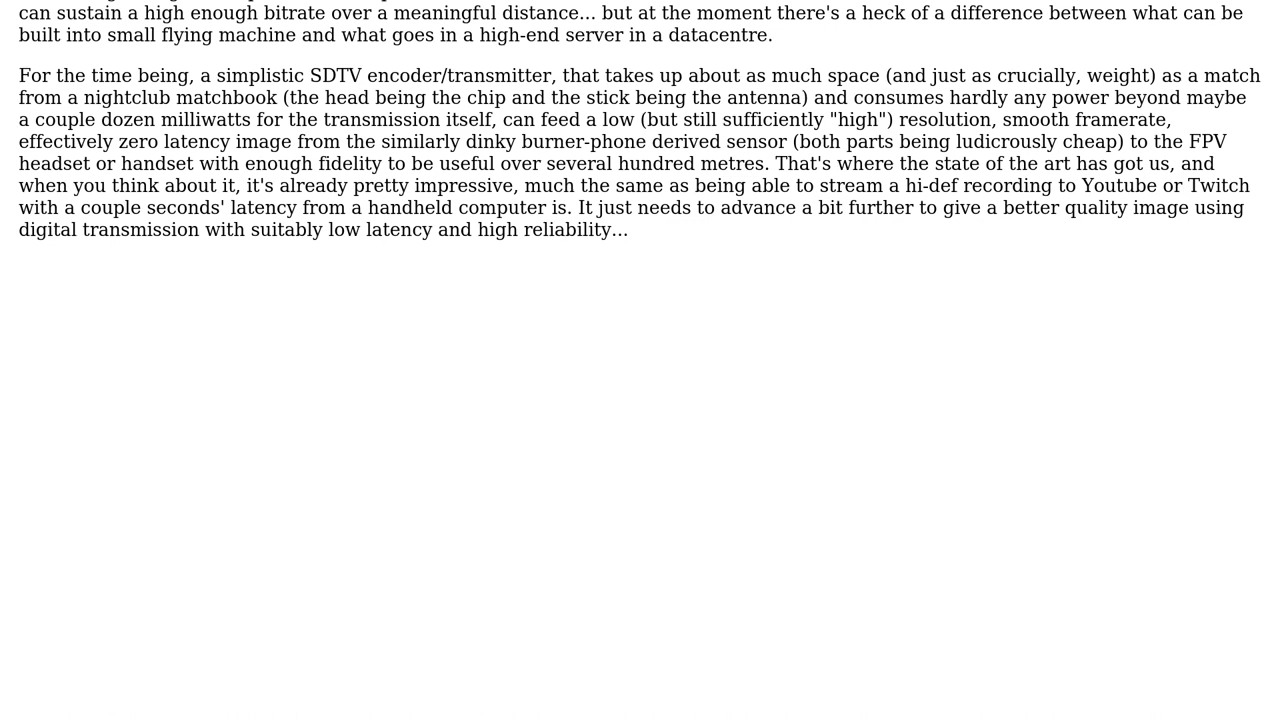 can sustain a high enough bitrate over a meaningful distance... but at the moment there's a heck of a difference between what can be
built into small flying machine and what goes in a high-end server in a datacentre.
For the time being, a simplistic SDTV encoder/transmitter, that takes up about as much space (and just as crucially, weight) as a match
from a nightclub matchbook (the head being the chip and the stick being the antenna) and consumes hardly any power beyond maybe
a couple dozen milliwatts for the transmission itself, can feed a low (but still sufficiently "high") resolution, smooth framerate,
effectively zero latency image from the similarly dinky burner-phone derived sensor (both parts being ludicrously cheap) to the FPV
headset or handset with enough fidelity to be useful over several hundred metres. That's where the state of the art has got us, and
when you think about it, it's already pretty impressive, much the same as being able to stream a hi-def recording to Youtube or Twitch
with a couple seconds' latency from a handheld computer is. It just needs to advance a bit further to give a better quality image using
digital transmission with suitably low latency and high reliability...